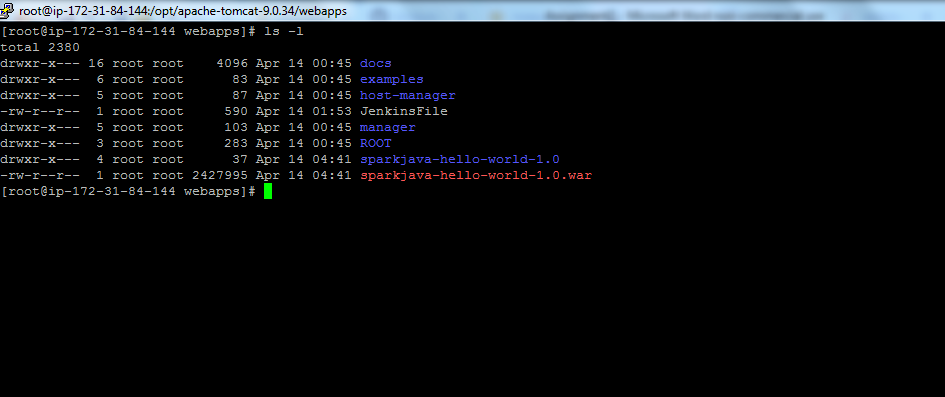 root@ip-172-31-84-144:/opt/apache-tomcat-9.0.34/webapps
[root@ip-172-31-84-144 webapps]# ls -l
total 2380
drwxr-x--- 16 root root    4096 Apr 14 00:45 docs
drwxr-x---  6 root root      83 Apr 14 00:45 examples
drwxr-x---  5 root root      87 Apr 14 00:45 host-manager
-rw-r--r--  1 root root     590 Apr 14 01:53 JenkinsFile
drwxr-x---  5 root root     103 Apr 14 00:45 manager
drwxr-x---  3 root root     283 Apr 14 00:45 ROOT
drwxr-x---  4 root root      37 Apr 14 04:41 sparkjava-hello-world-1.0
-rw-r--r--  1 root root 2427995 Apr 14 04:41 sparkjava-hello-world-1.0.war
[root@ip-172-31-84-144 webapps]#